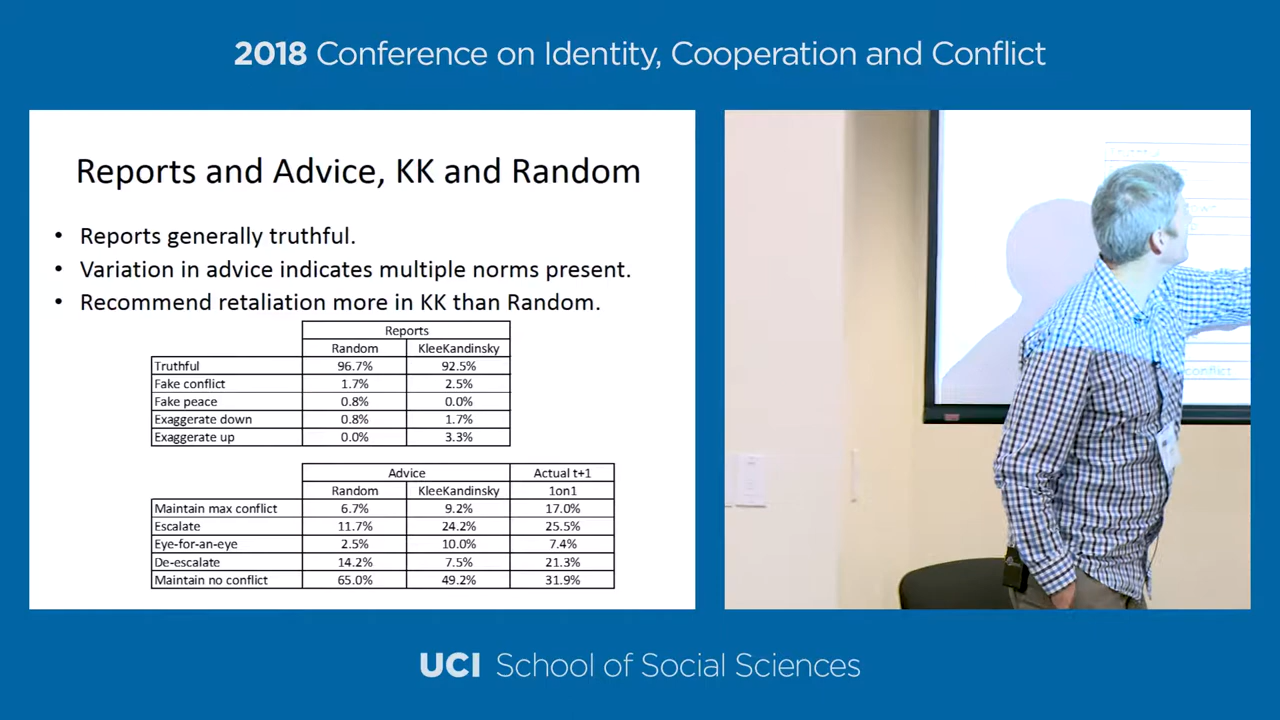 2018 Conference on Identity, Cooperation and Conflict
Reports and Advice, KK and Random
• Reports generally truthful.
• Variation in advice indicates multiple norms present.
• Recommend retaliation more in KK than Random.
Reports
Random KleeKandinsky
Truthful 96.7% 92.5%
Fake conflict 1.7% 2.5%
Fake peace 0.8% 0.0%
Exaggerate down 0.8% 1.7%
Exaggerate up 0.0% 3.3%
Advice Actual t+1
Random KleeKandinsky 1on1
Maintain max conflict 6.7% 9.2% 17.0%
Escalate 11.7% 24.2% 25.5%
Eye-for-an-eye 2.5% 10.0% 7.4%
De-escalate 14.2% 7.5% 21.3%
Maintain no conflict 65.0% 49.2% 31.9%
Truthful
conflict
UCI School of Social Sciences